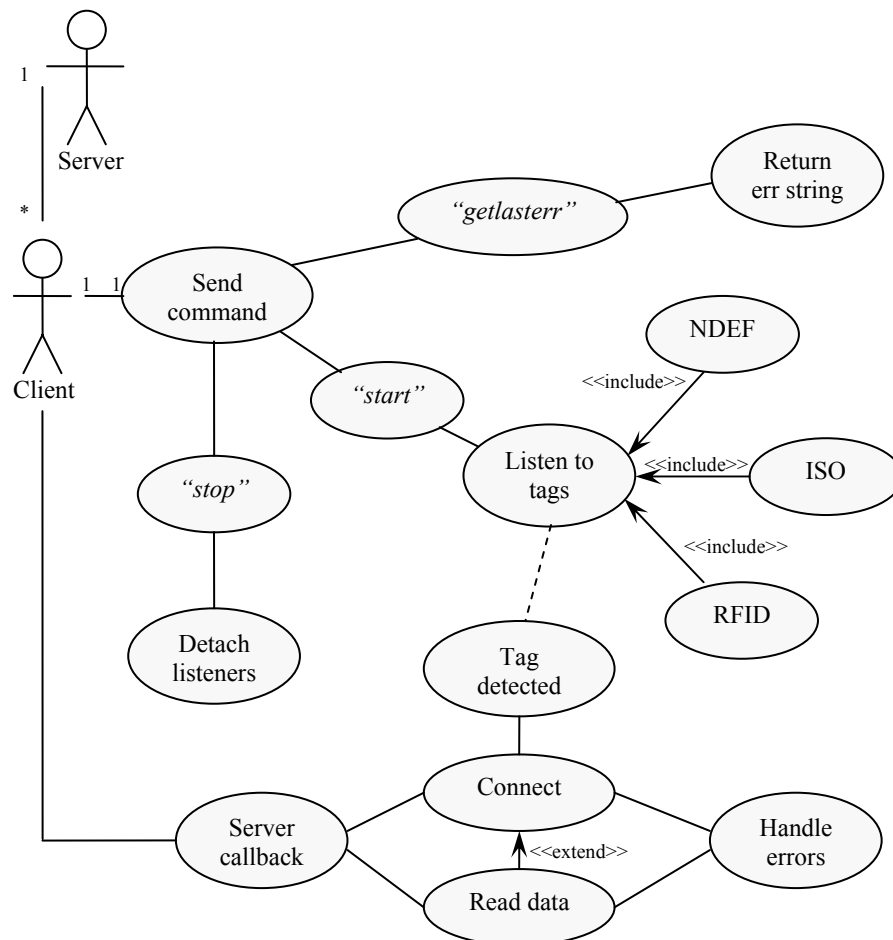 1
Server
*
Return
err string
“getlasterr”
Send
command
1
1
Client
NDEF
“start”
<<include>>
Listen to
tags
<<include>>
ISO
“stop”
<<include>>
RFID
Detach
listeners
Tag
detected
Connect
Server
callback
Handle
errors
<<extend>>
Read data